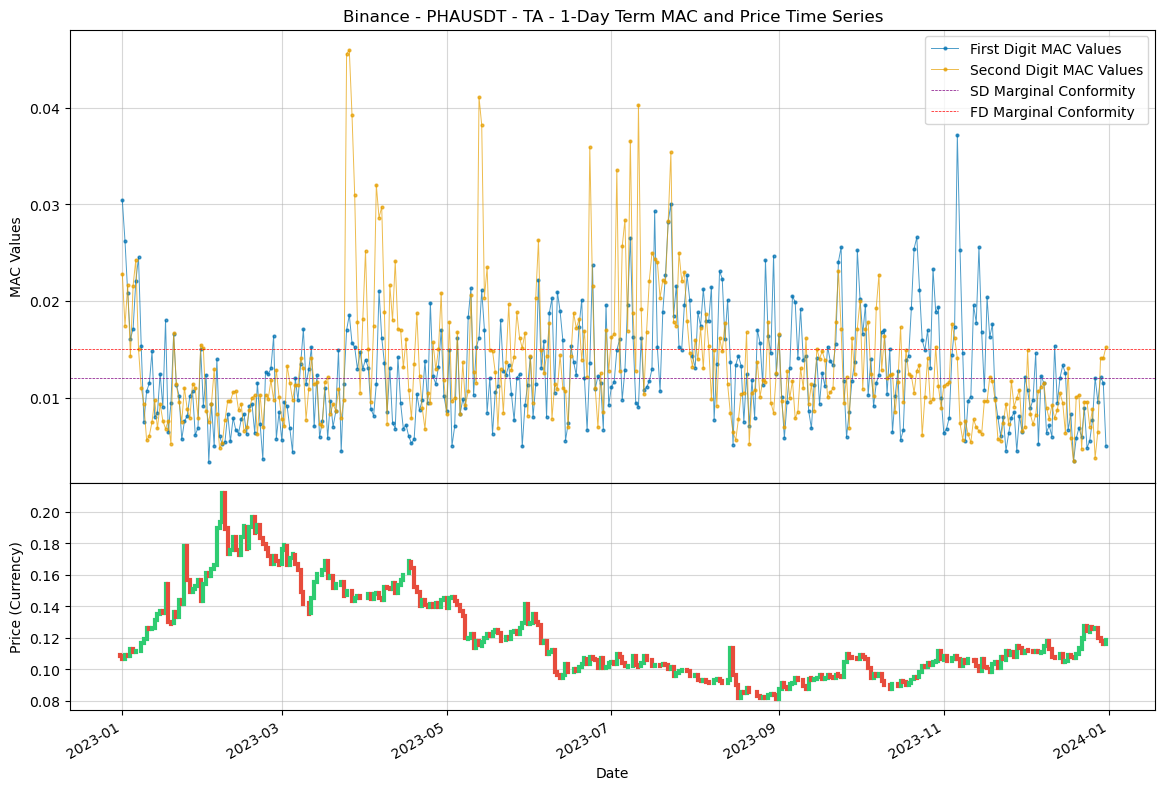 Binance - PHAUSDT - TA - 1-Day Term MAC and Price Time Series
First Digit MAC Values
Second Digit MAC Values
SD Marginal Conformity
FD Marginal Conformity
MAC Values
0.04
0.03
0.02
0.01
Price (Currency)
0.20
0.18
0.16
0.14
0.12
0.10
0.08
2023-01
2023-03
2023-05
2023-07
2023-09
2023-11
2024-01
Date